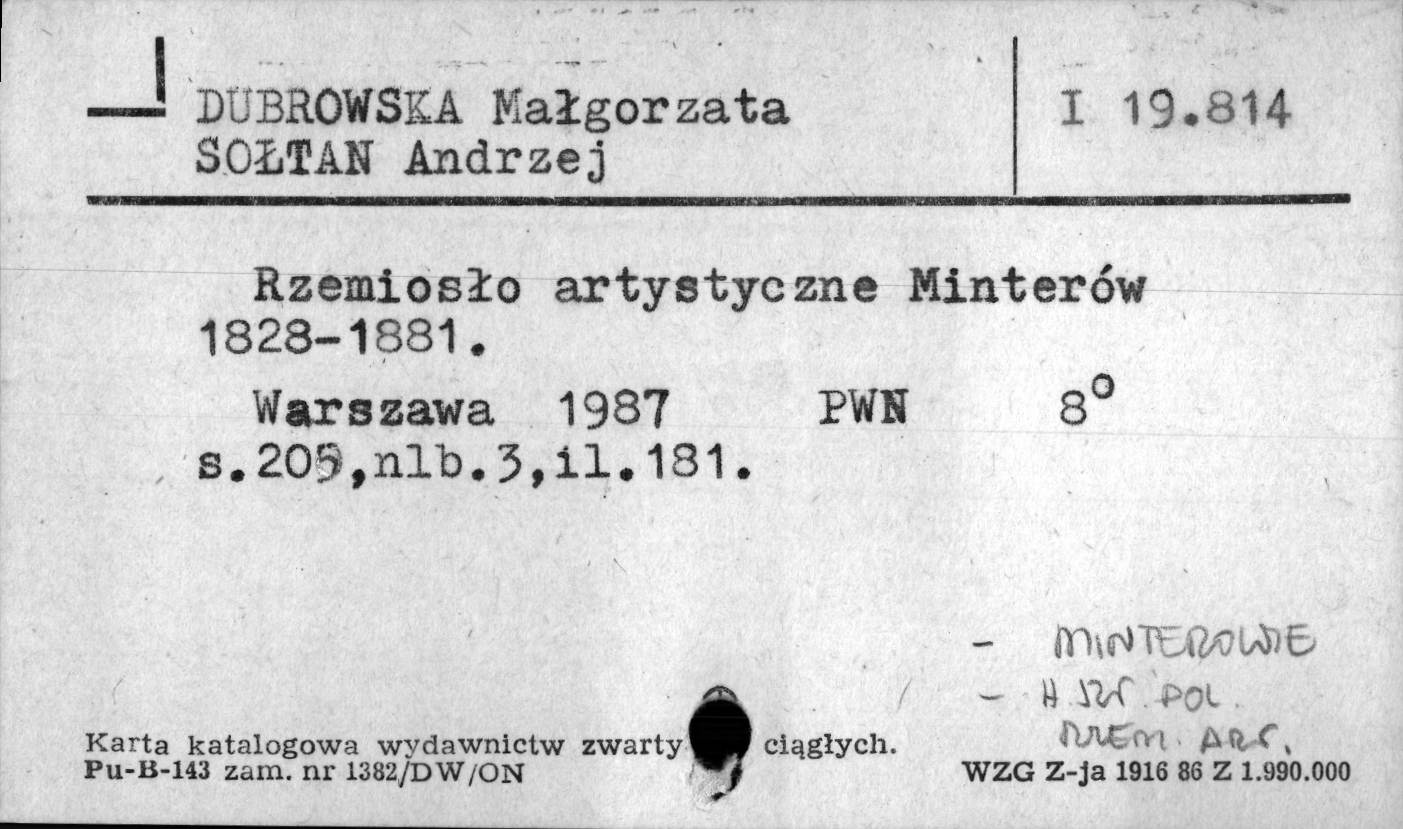 DUBROWSKA Małgorzata
SOŁTAN Andrzej
I 19.814
Rzemiosło artystyczne Minterów
1828-1881.
Warszawa 1987 PWN 8°
s.205,nlb.3,il.181.
- MINTEROWIE
- H SZT POL.
RZEM. ART.
Karta katalogowa wydawnictw zwarty ciągłych.
Pu-B-143 zam. nr 1382/DW/ON
WZG Z-ja 1916 86 Z 1.990.000